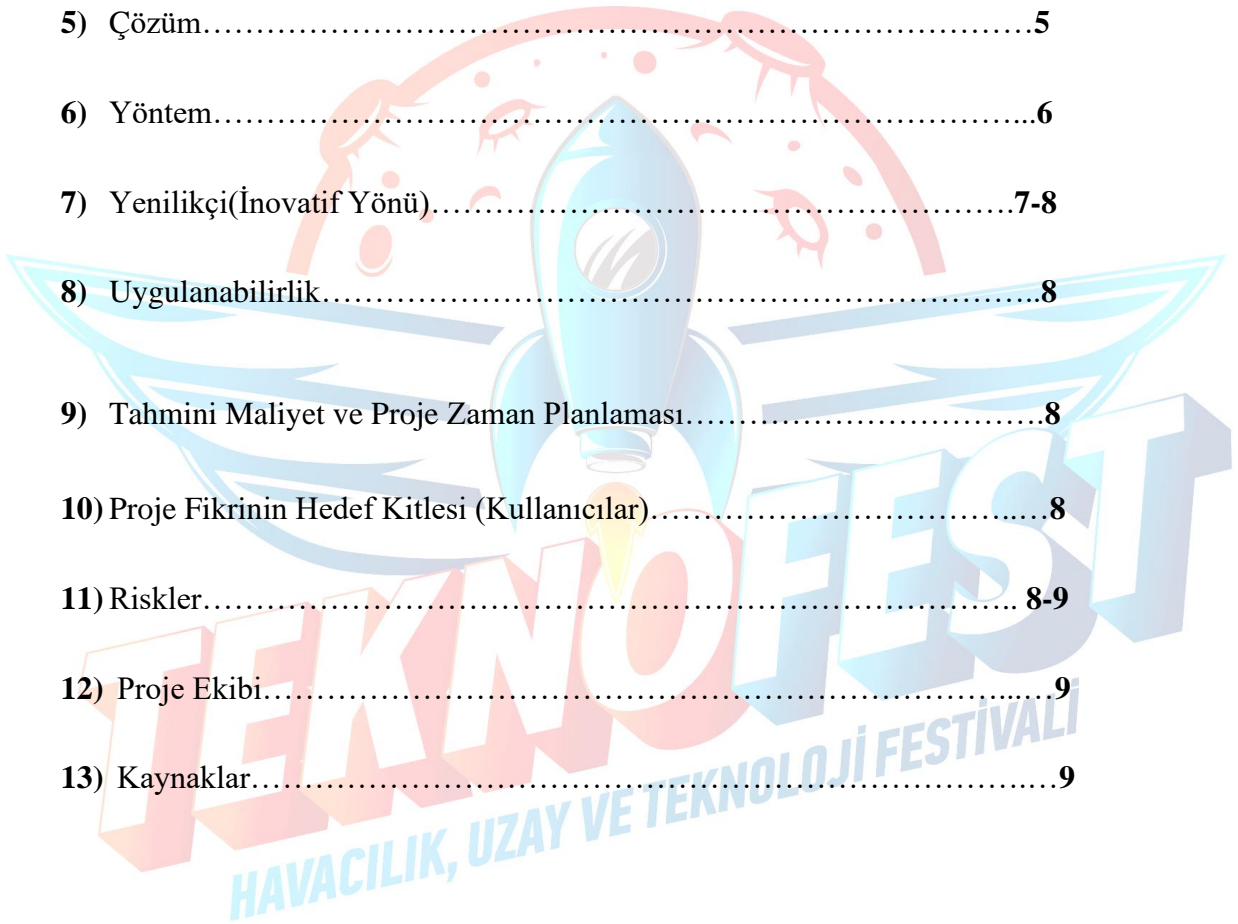 5) Çözüm……………………………………………………………………5
6) Yöntem…………………………………………………………………...6
7) Yenilikçi(İnovatif Yönü)……………………………………………….7-8
8) Uygulanabilirlik…………………………………………………………..8
9) Tahmini Maliyet ve Proje Zaman Planlaması…………………………….8
10) Proje Fikrinin Hedef Kitlesi (Kullanıcılar)………………………….…8
11) Riskler………………………………………………………………….. 8-9
12) Proje Ekibi…………………………………………………………...…9
13) Kaynaklar……………………………………………………………….…9
TEKNOFEST
HAVACILIK, UZAY VE TEKNOLOJİ FESTİVALİ